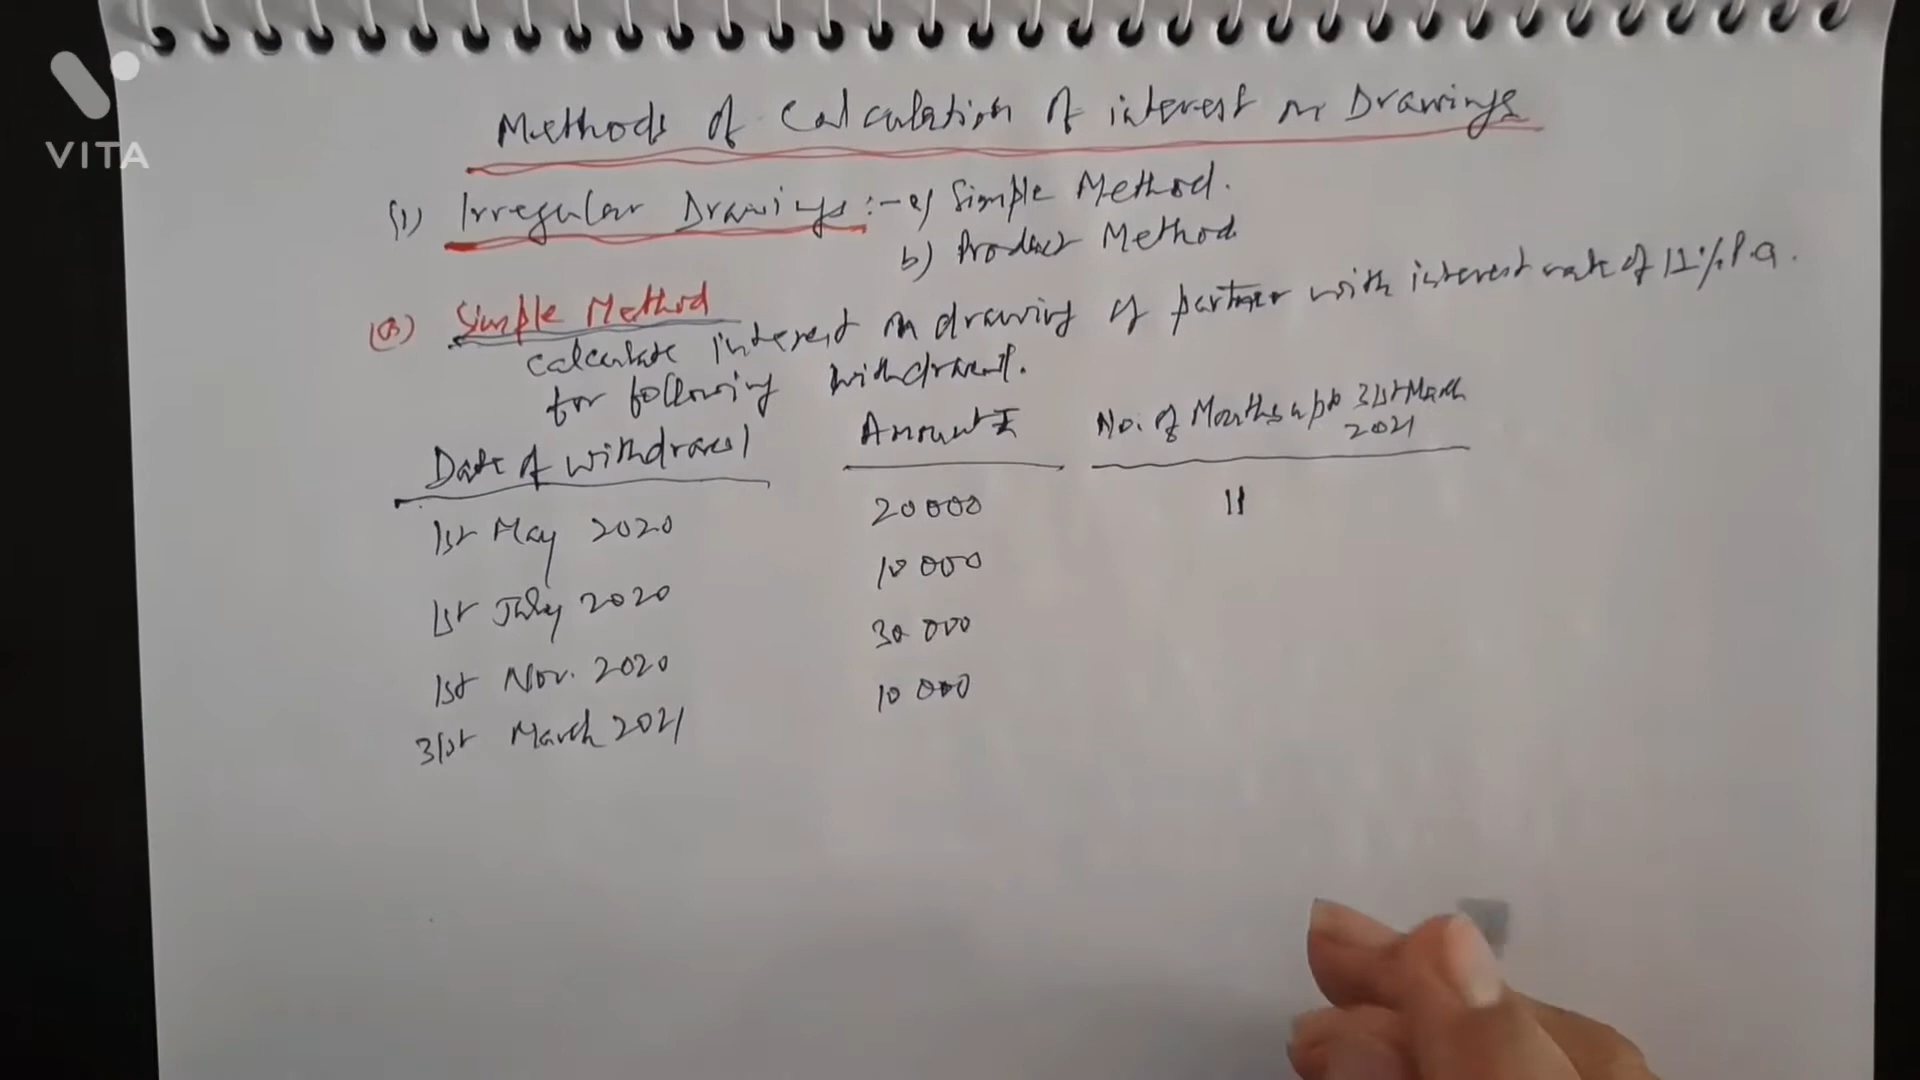 VITA
Methods of Calculation of interest on Drawings
(1) Irregular Drawings :- a) Simple Method.
b) Product Method
(a) Simple Method
calculate interest on drawing of partner with interest rate of 12% P.a.
for following withdrawl.
Date of withdrawl Amount ₹ No. of Months upto 31st March 2021
1st May 2020 20000 11
1st July 2020 10000
1st Nov. 2020 30000
31st March 2021 10000